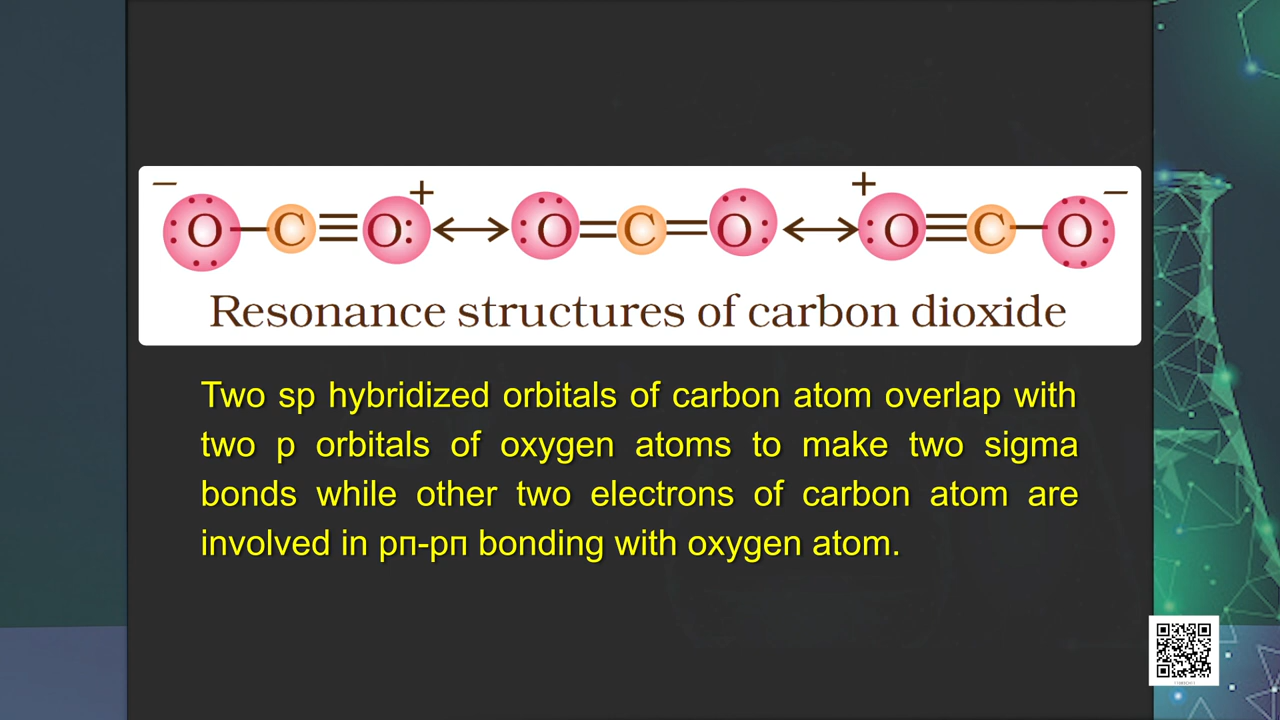 − :O–C≡O: + ↔ :O=C=O: ↔ + :O≡C–O: −
Resonance structures of carbon dioxide
Two sp hybridized orbitals of carbon atom overlap with
two p orbitals of oxygen atoms to make two sigma
bonds while other two electrons of carbon atom are
involved in pп-pп bonding with oxygen atom.